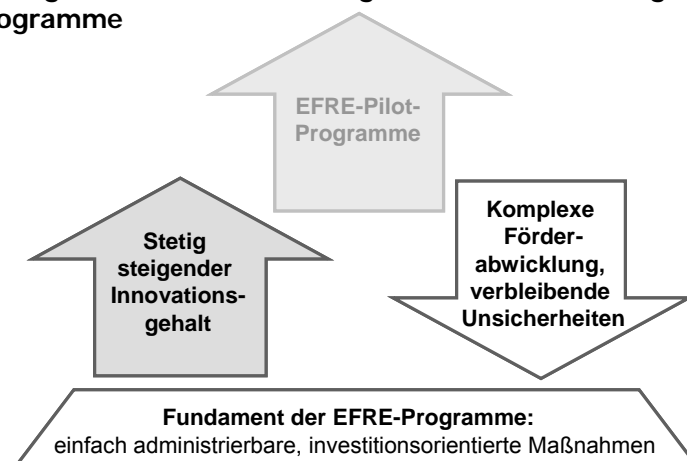 ogramme
EFRE-Pilot-
Programme
Stetig
steigender
Innovations-
gehalt
Komplexe
Förder-
abwicklung,
verbleibende
Unsicherheiten
Fundament der EFRE-Programme:
einfach administrierbare, investitionsorientierte Maßnahmen